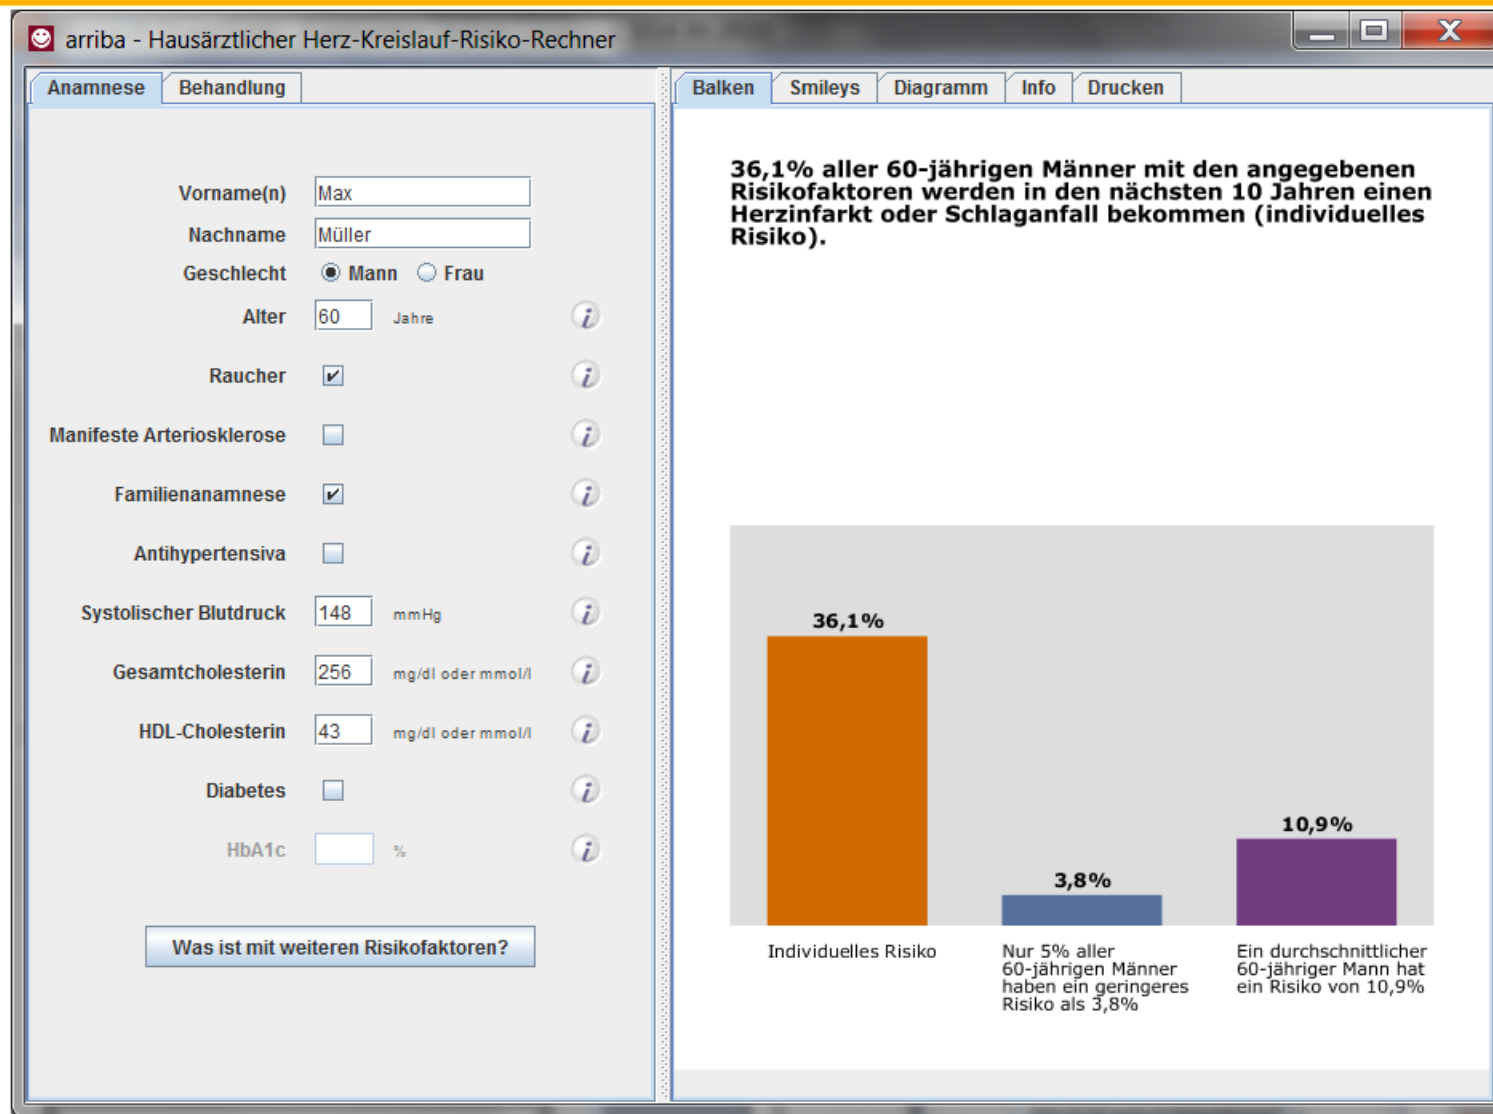 arriba - Hausärztlicher Herz-Kreislauf-Risiko-Rechner
Anamnese Behandlung
Vorname(n) Max
Nachname Müller
Geschlecht Mann Frau
Alter 60 Jahre
Raucher
Manifeste Arteriosklerose
Familienanamnese
Antihypertensiva
Systolischer Blutdruck 148 mmHg
Gesamtcholesterin 256 mg/dl oder mmol/l
HDL-Cholesterin 43 mg/dl oder mmol/l
Diabetes
HbA1c %
Was ist mit weiteren Risikofaktoren?
Balken Smileys Diagramm Info Drucken
36,1% aller 60-jährigen Männer mit den angegebenen
Risikofaktoren werden in den nächsten 10 Jahren einen
Herzinfarkt oder Schlaganfall bekommen (individuelles
Risiko).
36,1%
3,8%
10,9%
Individuelles Risiko
Nur 5% aller
60-jährigen Männer
haben ein geringeres
Risiko als 3,8%
Ein durchschnittlicher
60-jähriger Mann hat
ein Risiko von 10,9%